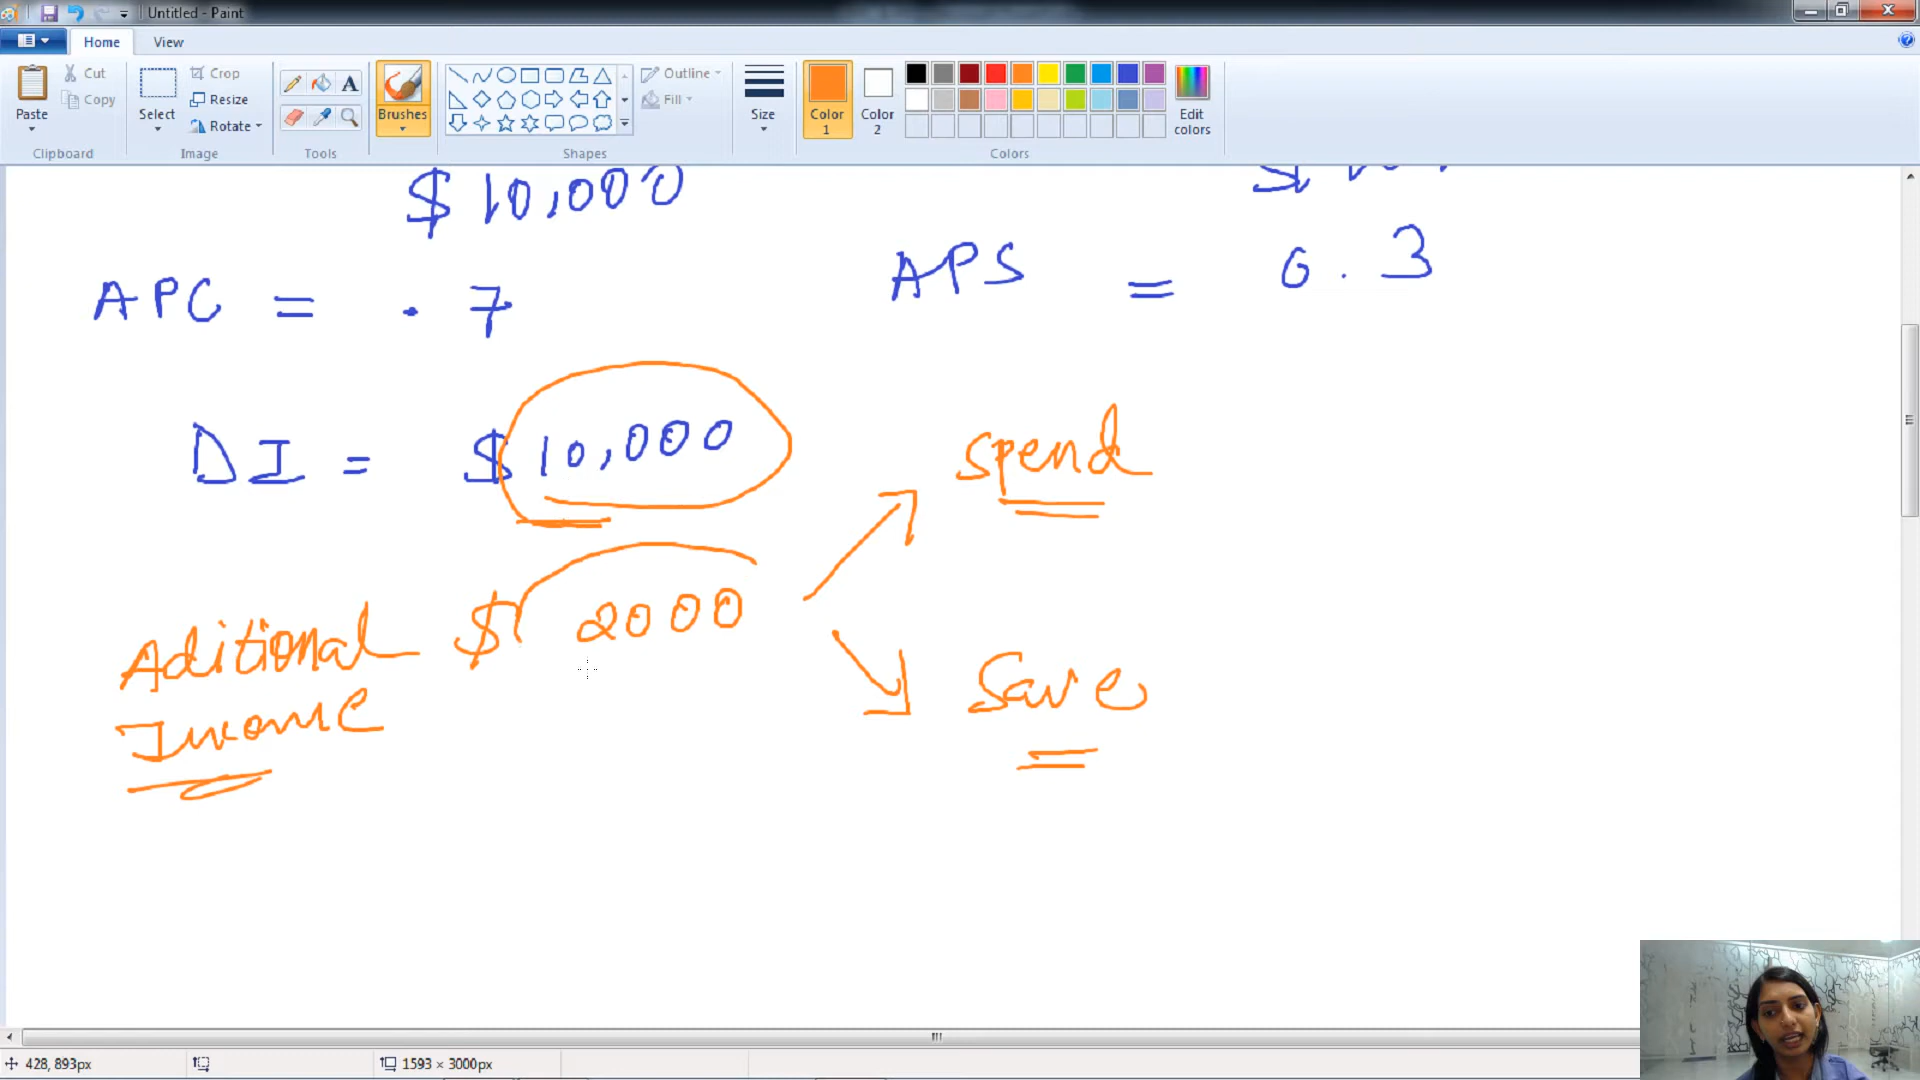 Untitled - Paint
Home
View
Paste
Cut
Copy
Clipboard
Select
Crop
Resize
Rotate
Image
Tools
A
Brushes
Shapes
Outline
Fill
Size
Color 1
Color 2
Edit colors
Colors
$10,000
APC = .7
APS = 0.3
DI = $10,000
spend
Aditional Income
$ 2000
Save
428, 893px
1593 × 3000px